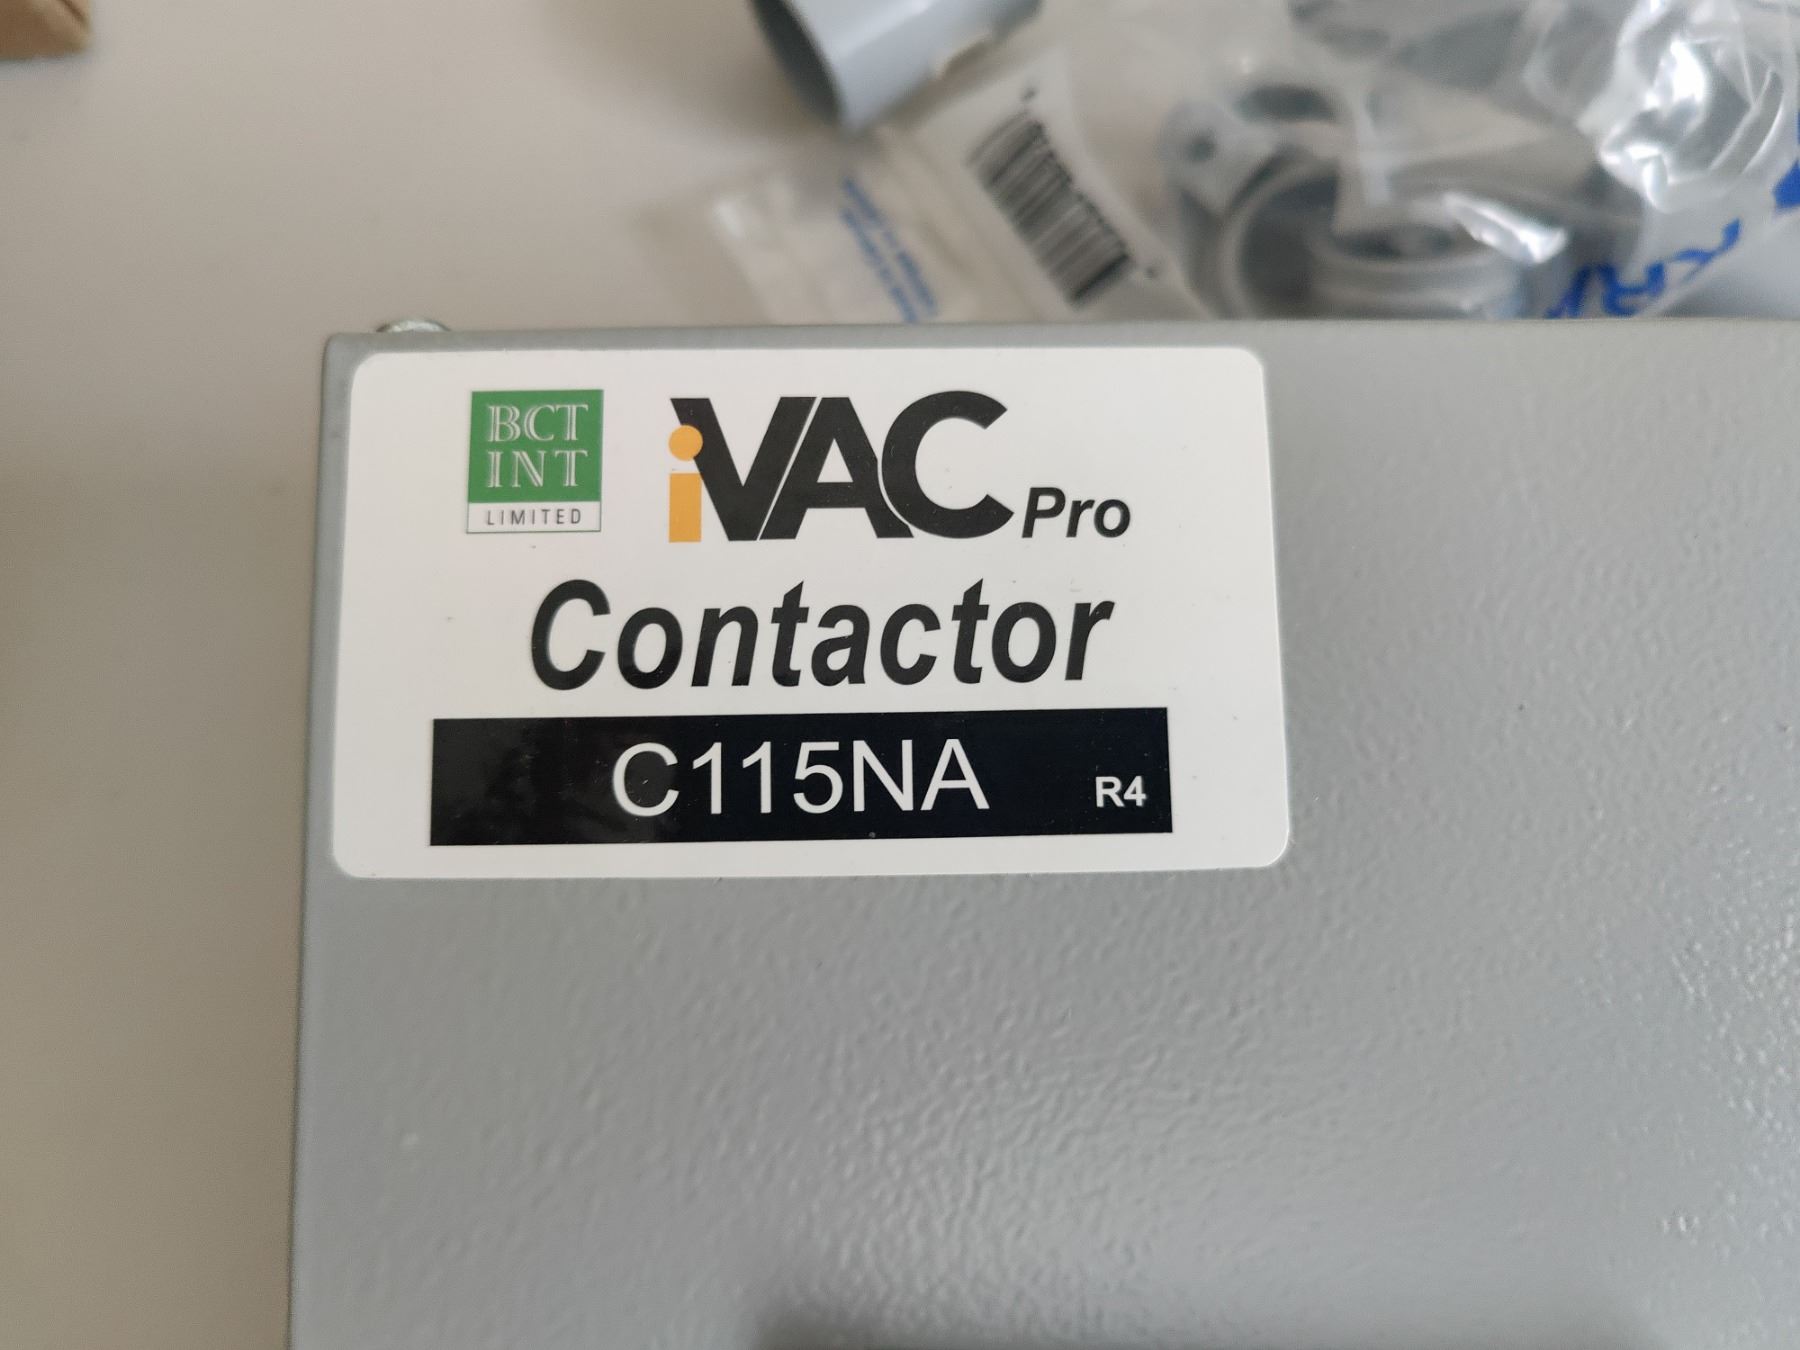 BCT
INT
LIMITED
iVAC Pro
Contactor
C115NA R4